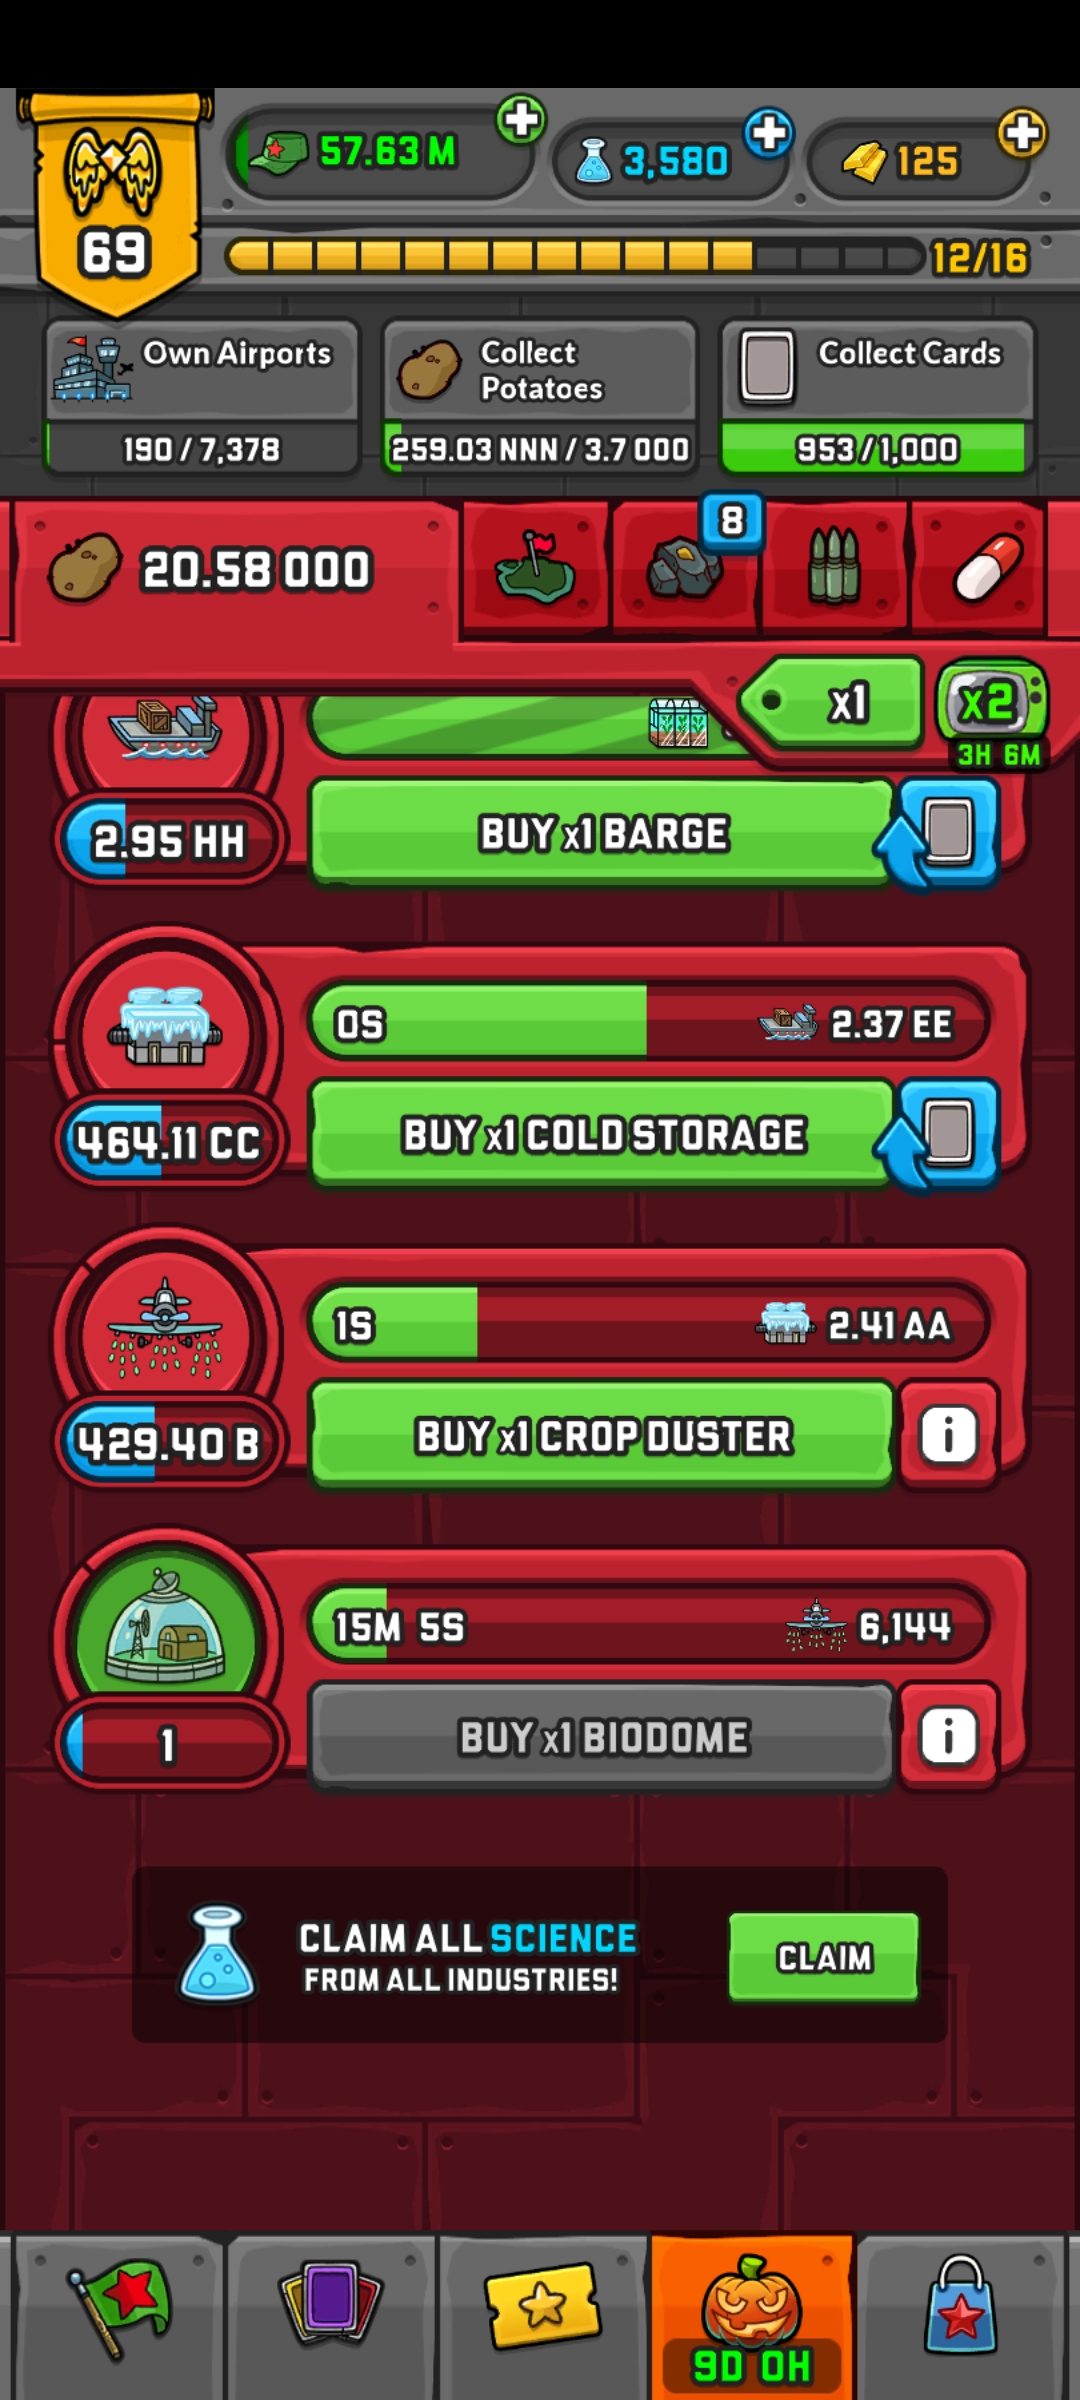 57.63 M
3,580
125
69
12/16
Own Airports
190 / 7,378
Collect
Potatoes
259.03 NNN / 3.7 OOO
Collect Cards
953 / 1,000
20.58 OOO
8
x1
x2
3H 6M
2.95 HH
BUY x1 BARGE
0S
2.37 EE
464.11 CC
BUY x1 COLD STORAGE
1S
2.41 AA
429.40 B
BUY x1 CROP DUSTER
i
15M 5S
6,144
1
BUY x1 BIODOME
i
CLAIM ALL SCIENCE
FROM ALL INDUSTRIES!
CLAIM
9D 0H